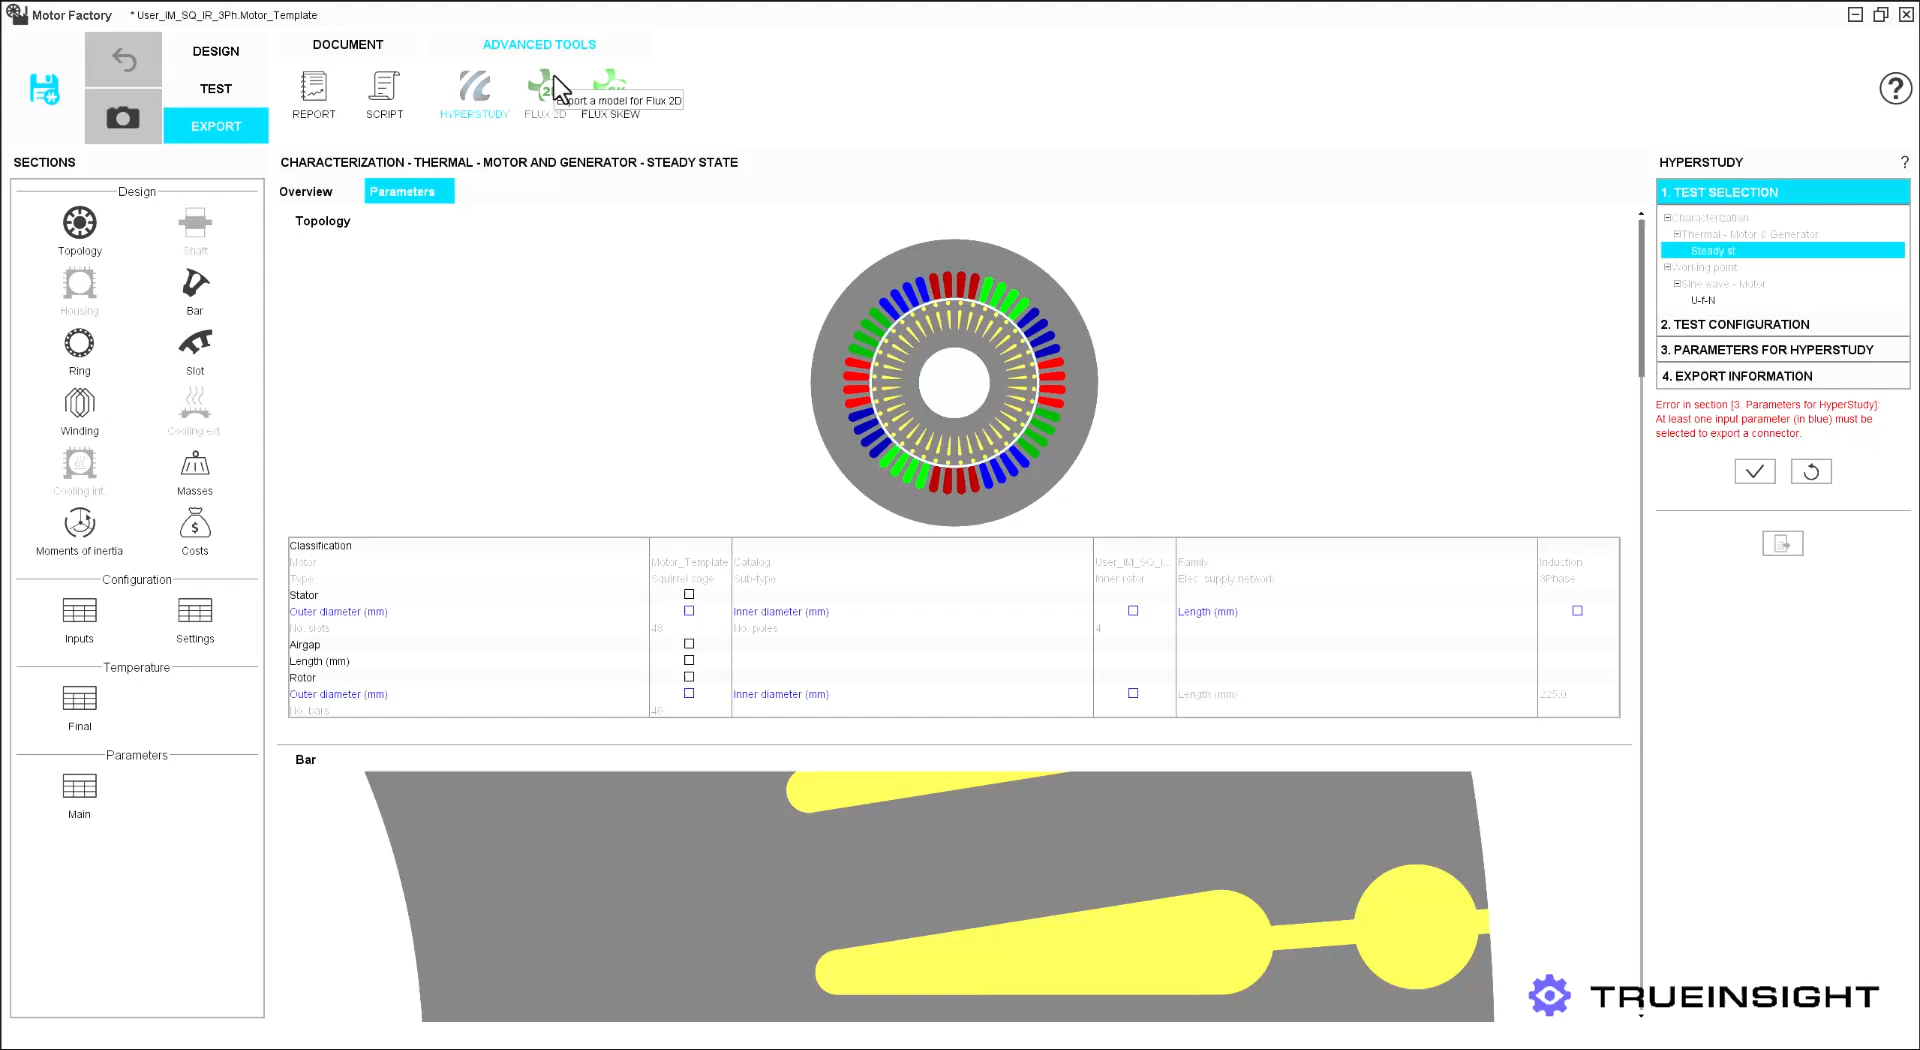 Motor Factory
* User_IM_SQ_IR_3Ph.Motor_Template
DESIGN
TEST
EXPORT
DOCUMENT
ADVANCED TOOLS
REPORT
SCRIPT
HYPERSTUDY
FLUX 2D
FLUX SKEW
port a model for Flux 2D
?
SECTIONS
Design
Topology
Shaft
Housing
Bar
Ring
Slot
Winding
Cooling ext.
Cooling int.
Masses
Moments of inertia
Costs
Configuration
Inputs
Settings
Temperature
Final
Parameters
Main
CHARACTERIZATION - THERMAL - MOTOR AND GENERATOR - STEADY STATE
Overview
Parameters
Topology
Classification
Motor Motor_Template Catalog User_IM_SQ_I... Family Induction
Type Squirrel cage Sub-type Inner rotor Elec. supply network 3Phase
Stator
Outer diameter (mm) Inner diameter (mm) Length (mm)
No. slots 48 No. poles 4
Airgap
Length (mm)
Rotor
Outer diameter (mm) Inner diameter (mm) Length (mm) 225.0
No. bars
Bar
HYPERSTUDY ?
1. TEST SELECTION
Characterization
Thermal - Motor & Generator
Steady st
Working point
Sine wave - Motor
U-f-N
2. TEST CONFIGURATION
3. PARAMETERS FOR HYPERSTUDY
4. EXPORT INFORMATION
Error in section [3. Parameters for HyperStudy]:
At least one input parameter (in blue) must be
selected to export a connector.
TRUEINSIGHT